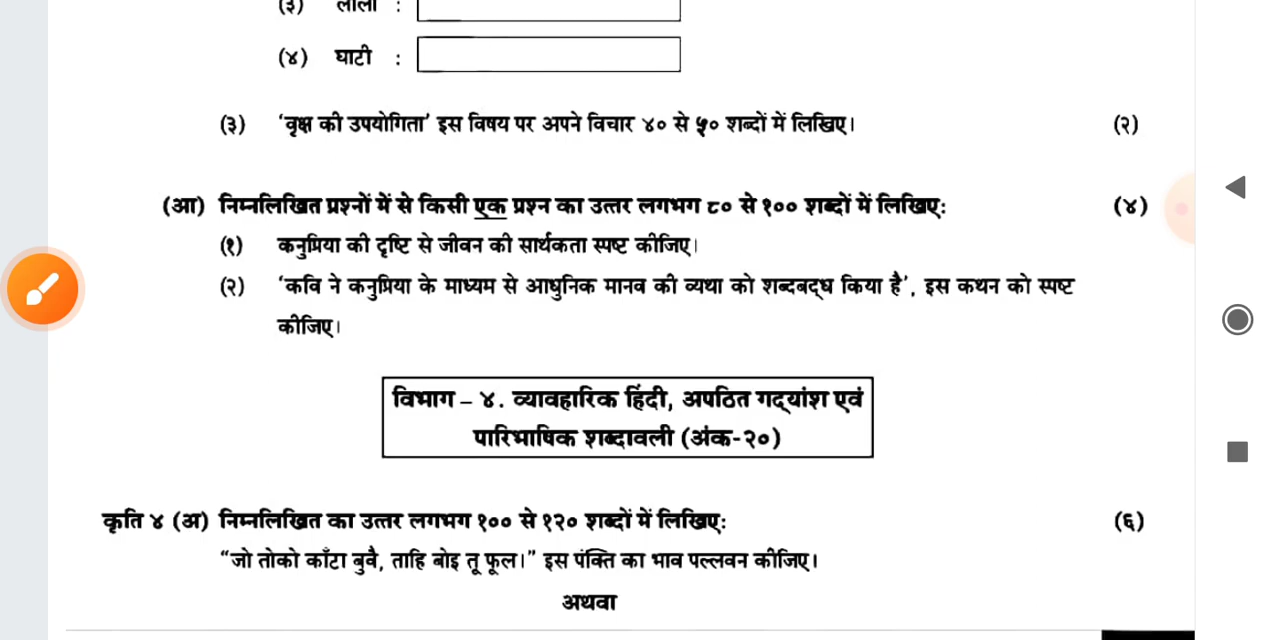 (३) लाली :
(४) घाटी :
(३) 'वृक्ष की उपयोगिता' इस विषय पर अपने विचार ४० से ५० शब्दों में लिखिए। (२)
(आ) निम्नलिखित प्रश्नों में से किसी एक प्रश्न का उत्तर लगभग ८० से १०० शब्दों में लिखिए: (४)
(१) कनुप्रिया की दृष्टि से जीवन की सार्थकता स्पष्ट कीजिए।
(२) 'कवि ने कनुप्रिया के माध्यम से आधुनिक मानव की व्यथा को शब्दबद्ध किया है', इस कथन को स्पष्ट
कीजिए।
विभाग – ४. व्यावहारिक हिंदी, अपठित गद्यांश एवं
पारिभाषिक शब्दावली (अंक-२०)
कृति ४ (अ) निम्नलिखित का उत्तर लगभग १०० से १२० शब्दों में लिखिए: (६)
"जो तोको काँटा बुवै, ताहि बोइ तू फूल।" इस पंक्ति का भाव पल्लवन कीजिए।
अथवा